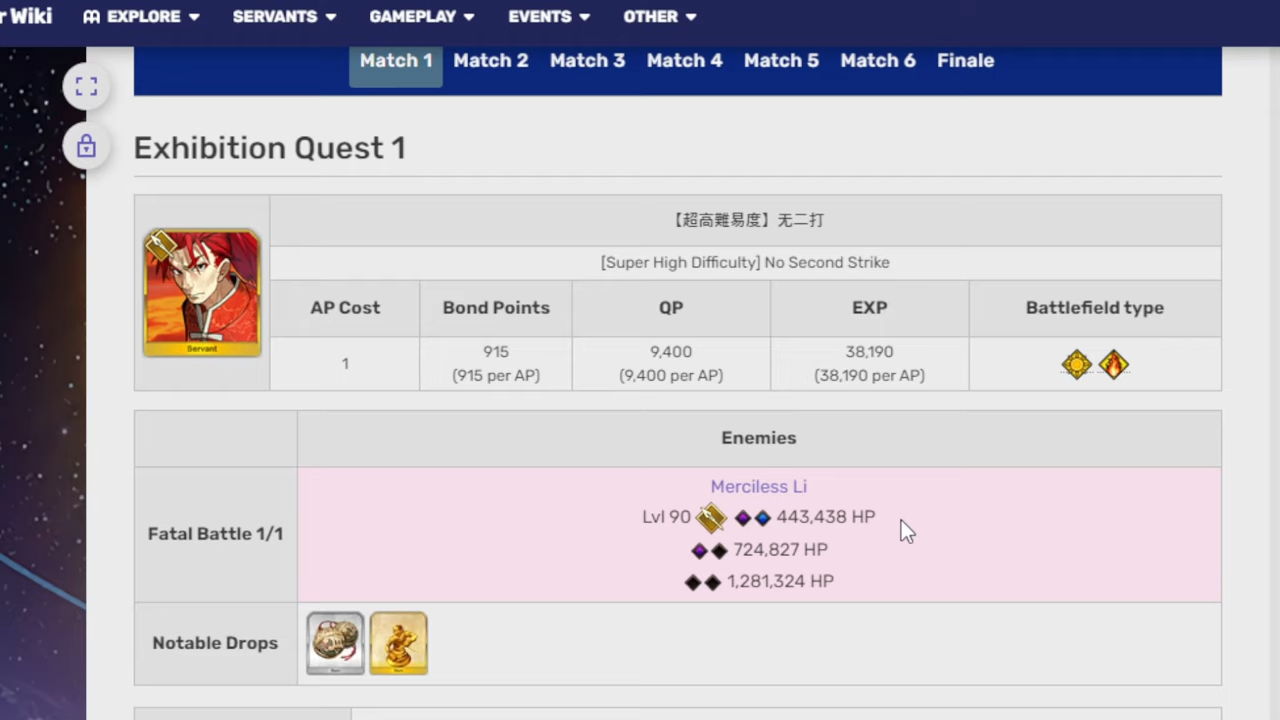 r Wiki EXPLORE SERVANTS GAMEPLAY EVENTS OTHER
Match 1 Match 2 Match 3 Match 4 Match 5 Match 6 Finale
Exhibition Quest 1
【超高難易度】无二打
[Super High Difficulty] No Second Strike
Servant
AP Cost Bond Points QP EXP Battlefield type
1
915 9,400 38,190
(915 per AP) (9,400 per AP) (38,190 per AP)
Enemies
Fatal Battle 1/1
Merciless Li
Lvl 90 443,438 HP
724,827 HP
1,281,324 HP
Notable Drops